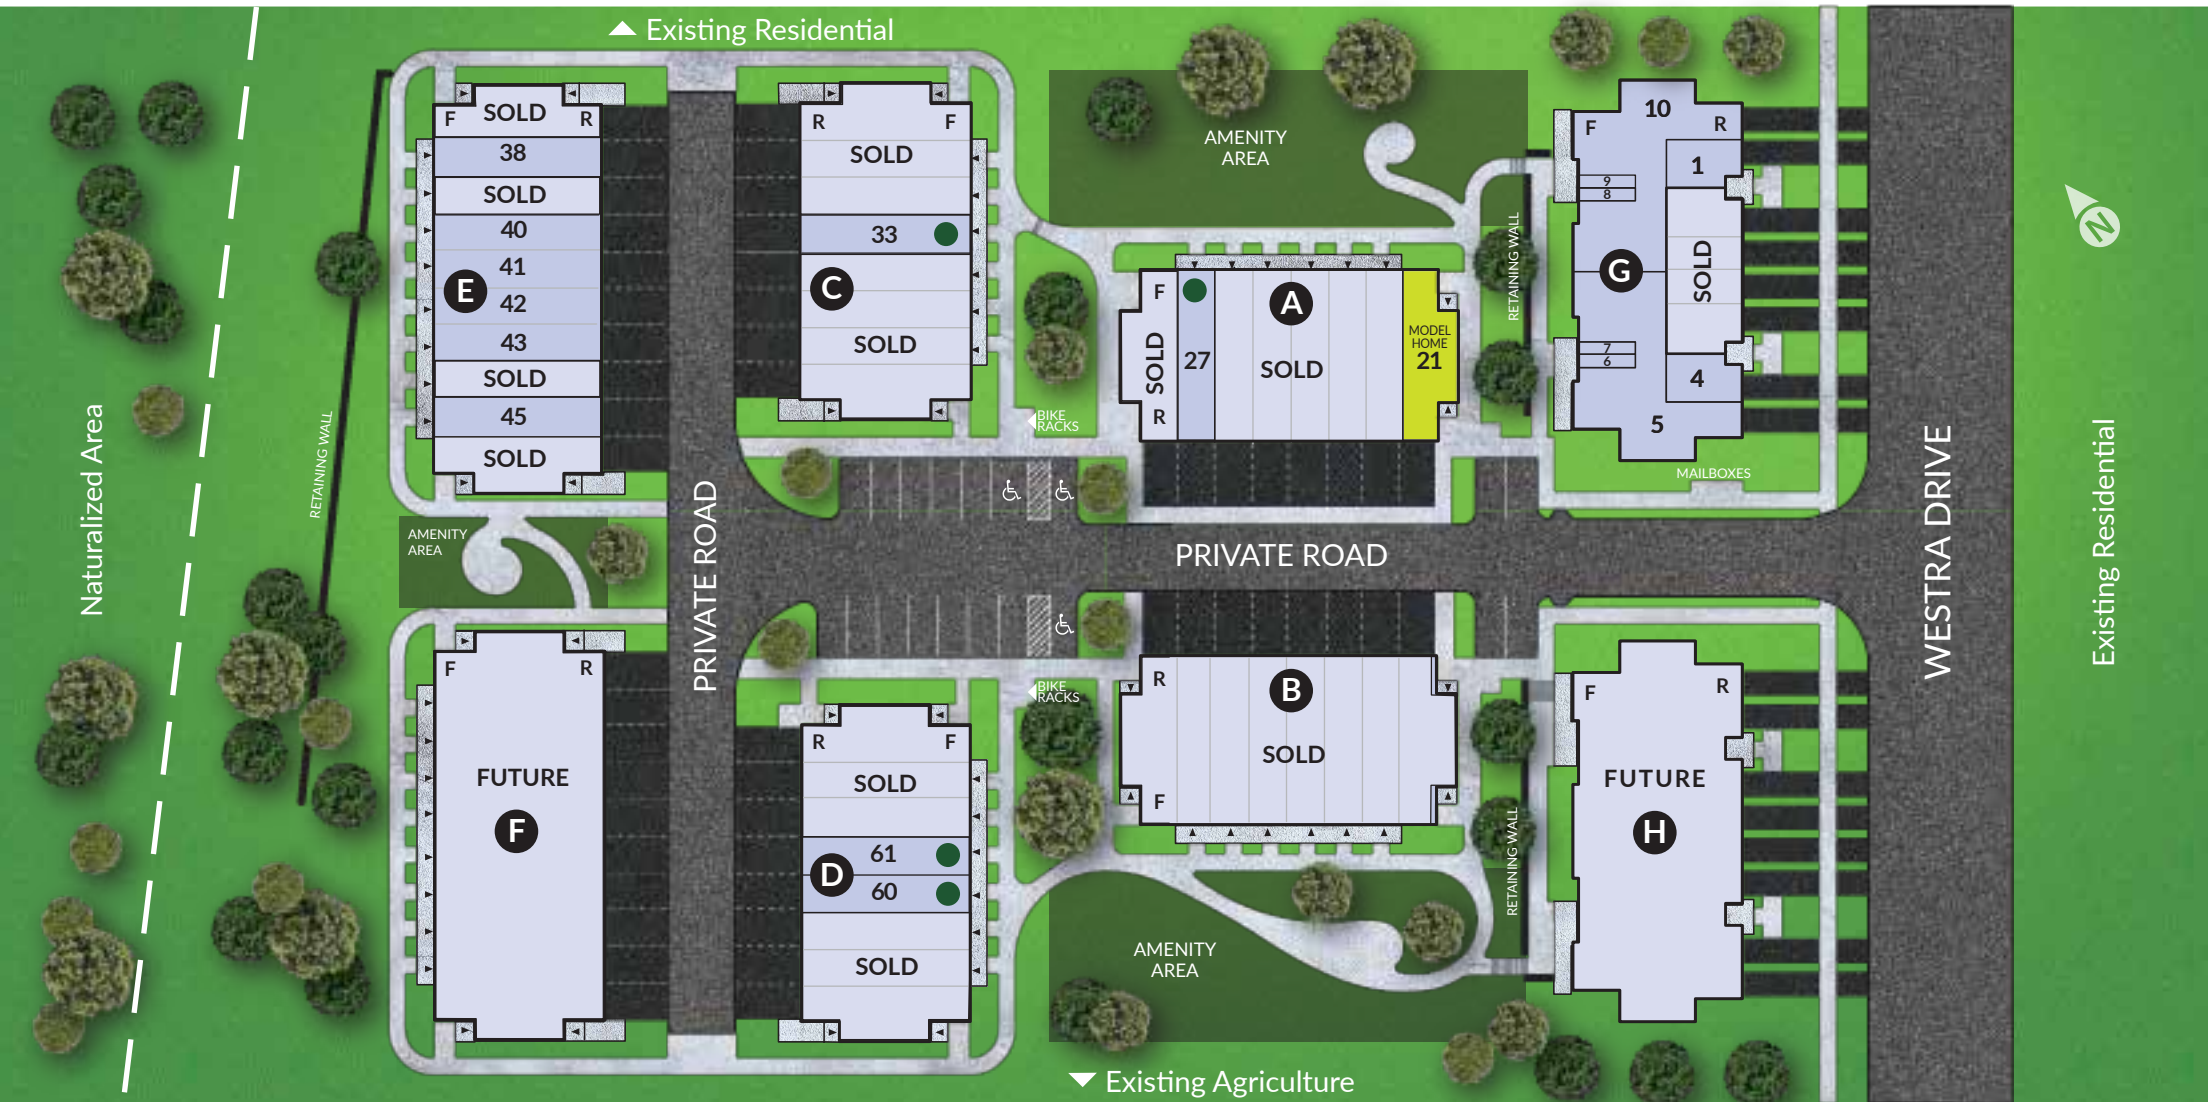 Existing Residential
Naturalized Area
RETAINING WALL
F
SOLD
R
38
SOLD
40
41
E
42
43
SOLD
45
SOLD
AMENITY
AREA
PRIVATE ROAD
F
R
FUTURE
F
R
F
SOLD
33
C
SOLD
BIKE
RACKS
AMENITY
AREA
RETAINING WALL
F
SOLD
R
27
A
SOLD
MODEL
HOME
21
10
F
R
1
9
8
G
SOLD
7
6
4
5
MAILBOXES
N
PRIVATE ROAD
WESTRA DRIVE
Existing Residential
R
F
SOLD
61
D
60
SOLD
BIKE
RACKS
R
B
SOLD
F
RETAINING WALL
F
R
FUTURE
H
AMENITY
AREA
Existing Agriculture